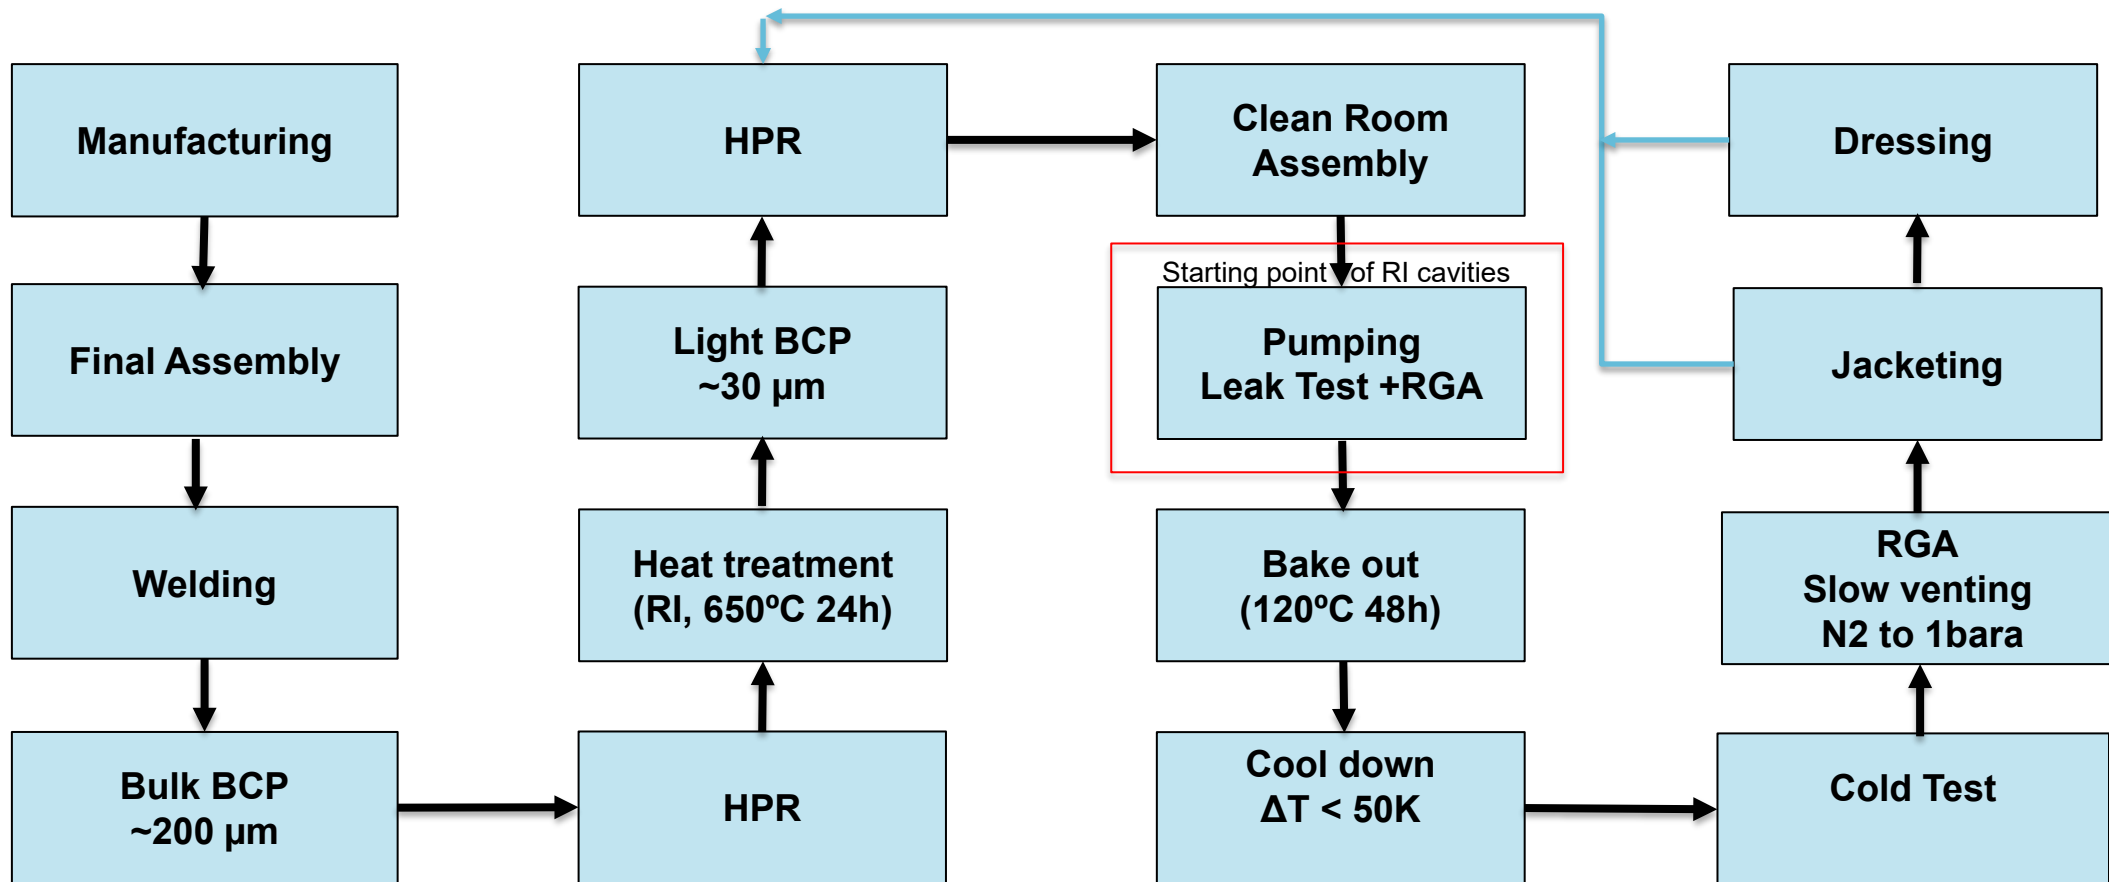 Manufacturing
Final Assembly
Welding
Bulk BCP
~200 µm
HPR
Heat treatment
(RI, 650ºC 24h)
Light BCP
~30 µm
HPR
Clean Room
Assembly
Starting point of RI cavities
Pumping
Leak Test +RGA
Bake out
(120ºC 48h)
Cool down
ΔT < 50K
Cold Test
RGA
Slow venting
N2 to 1bara
Jacketing
Dressing